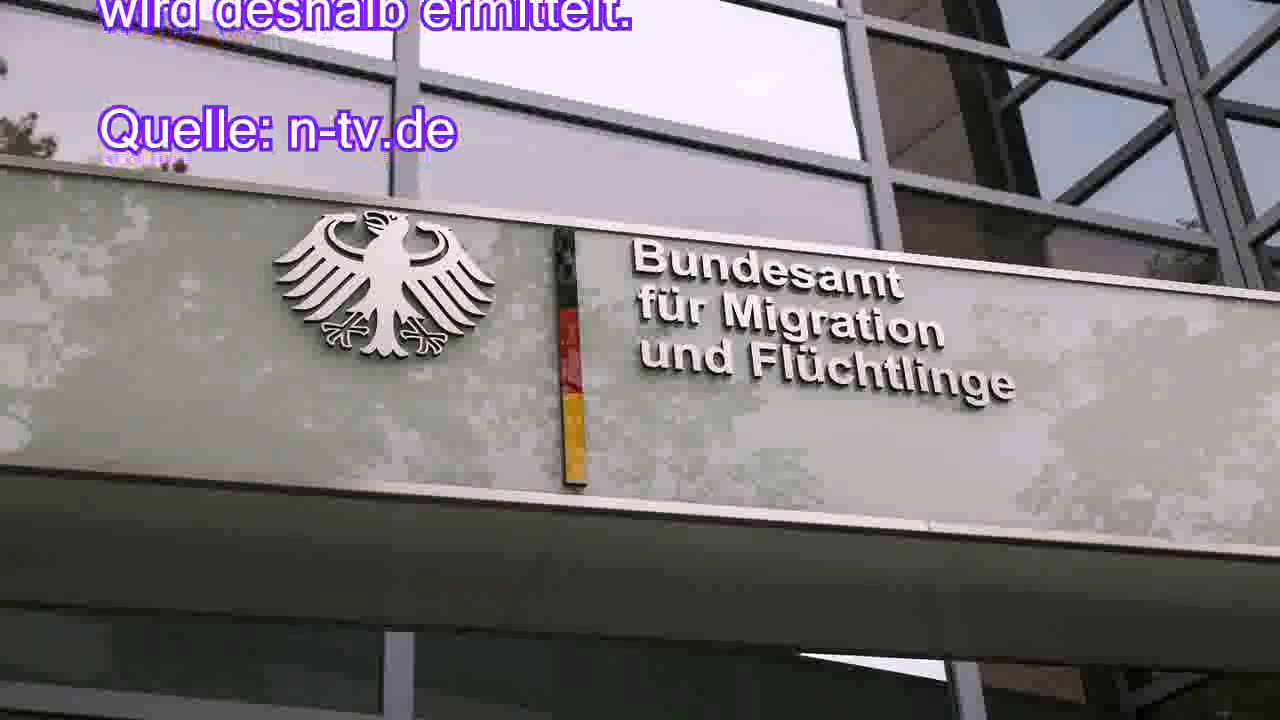 wird deshalb ermittelt.
Quelle: n-tv.de
Bundesamt
für Migration
und Flüchtlinge